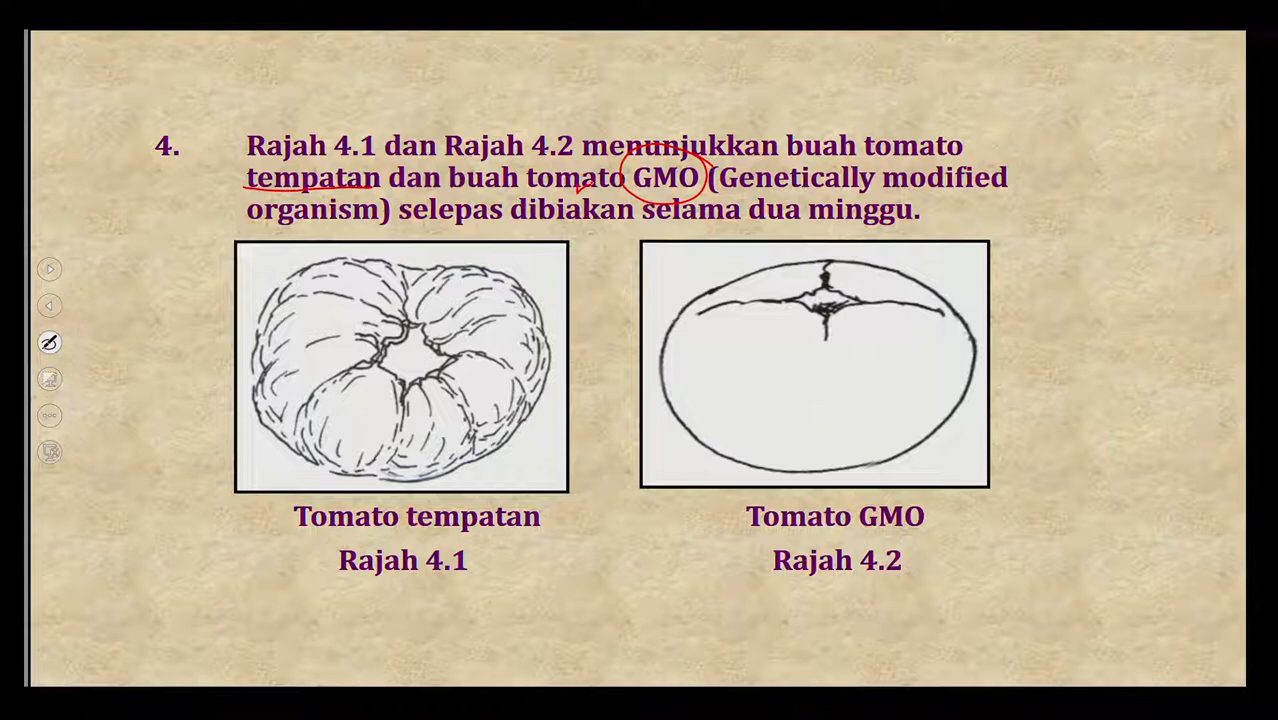 4. Rajah 4.1 dan Rajah 4.2 menunjukkan buah tomato
tempatan dan buah tomato GMO (Genetically modified
organism) selepas dibiakan selama dua minggu.
Tomato tempatan
Rajah 4.1
Tomato GMO
Rajah 4.2